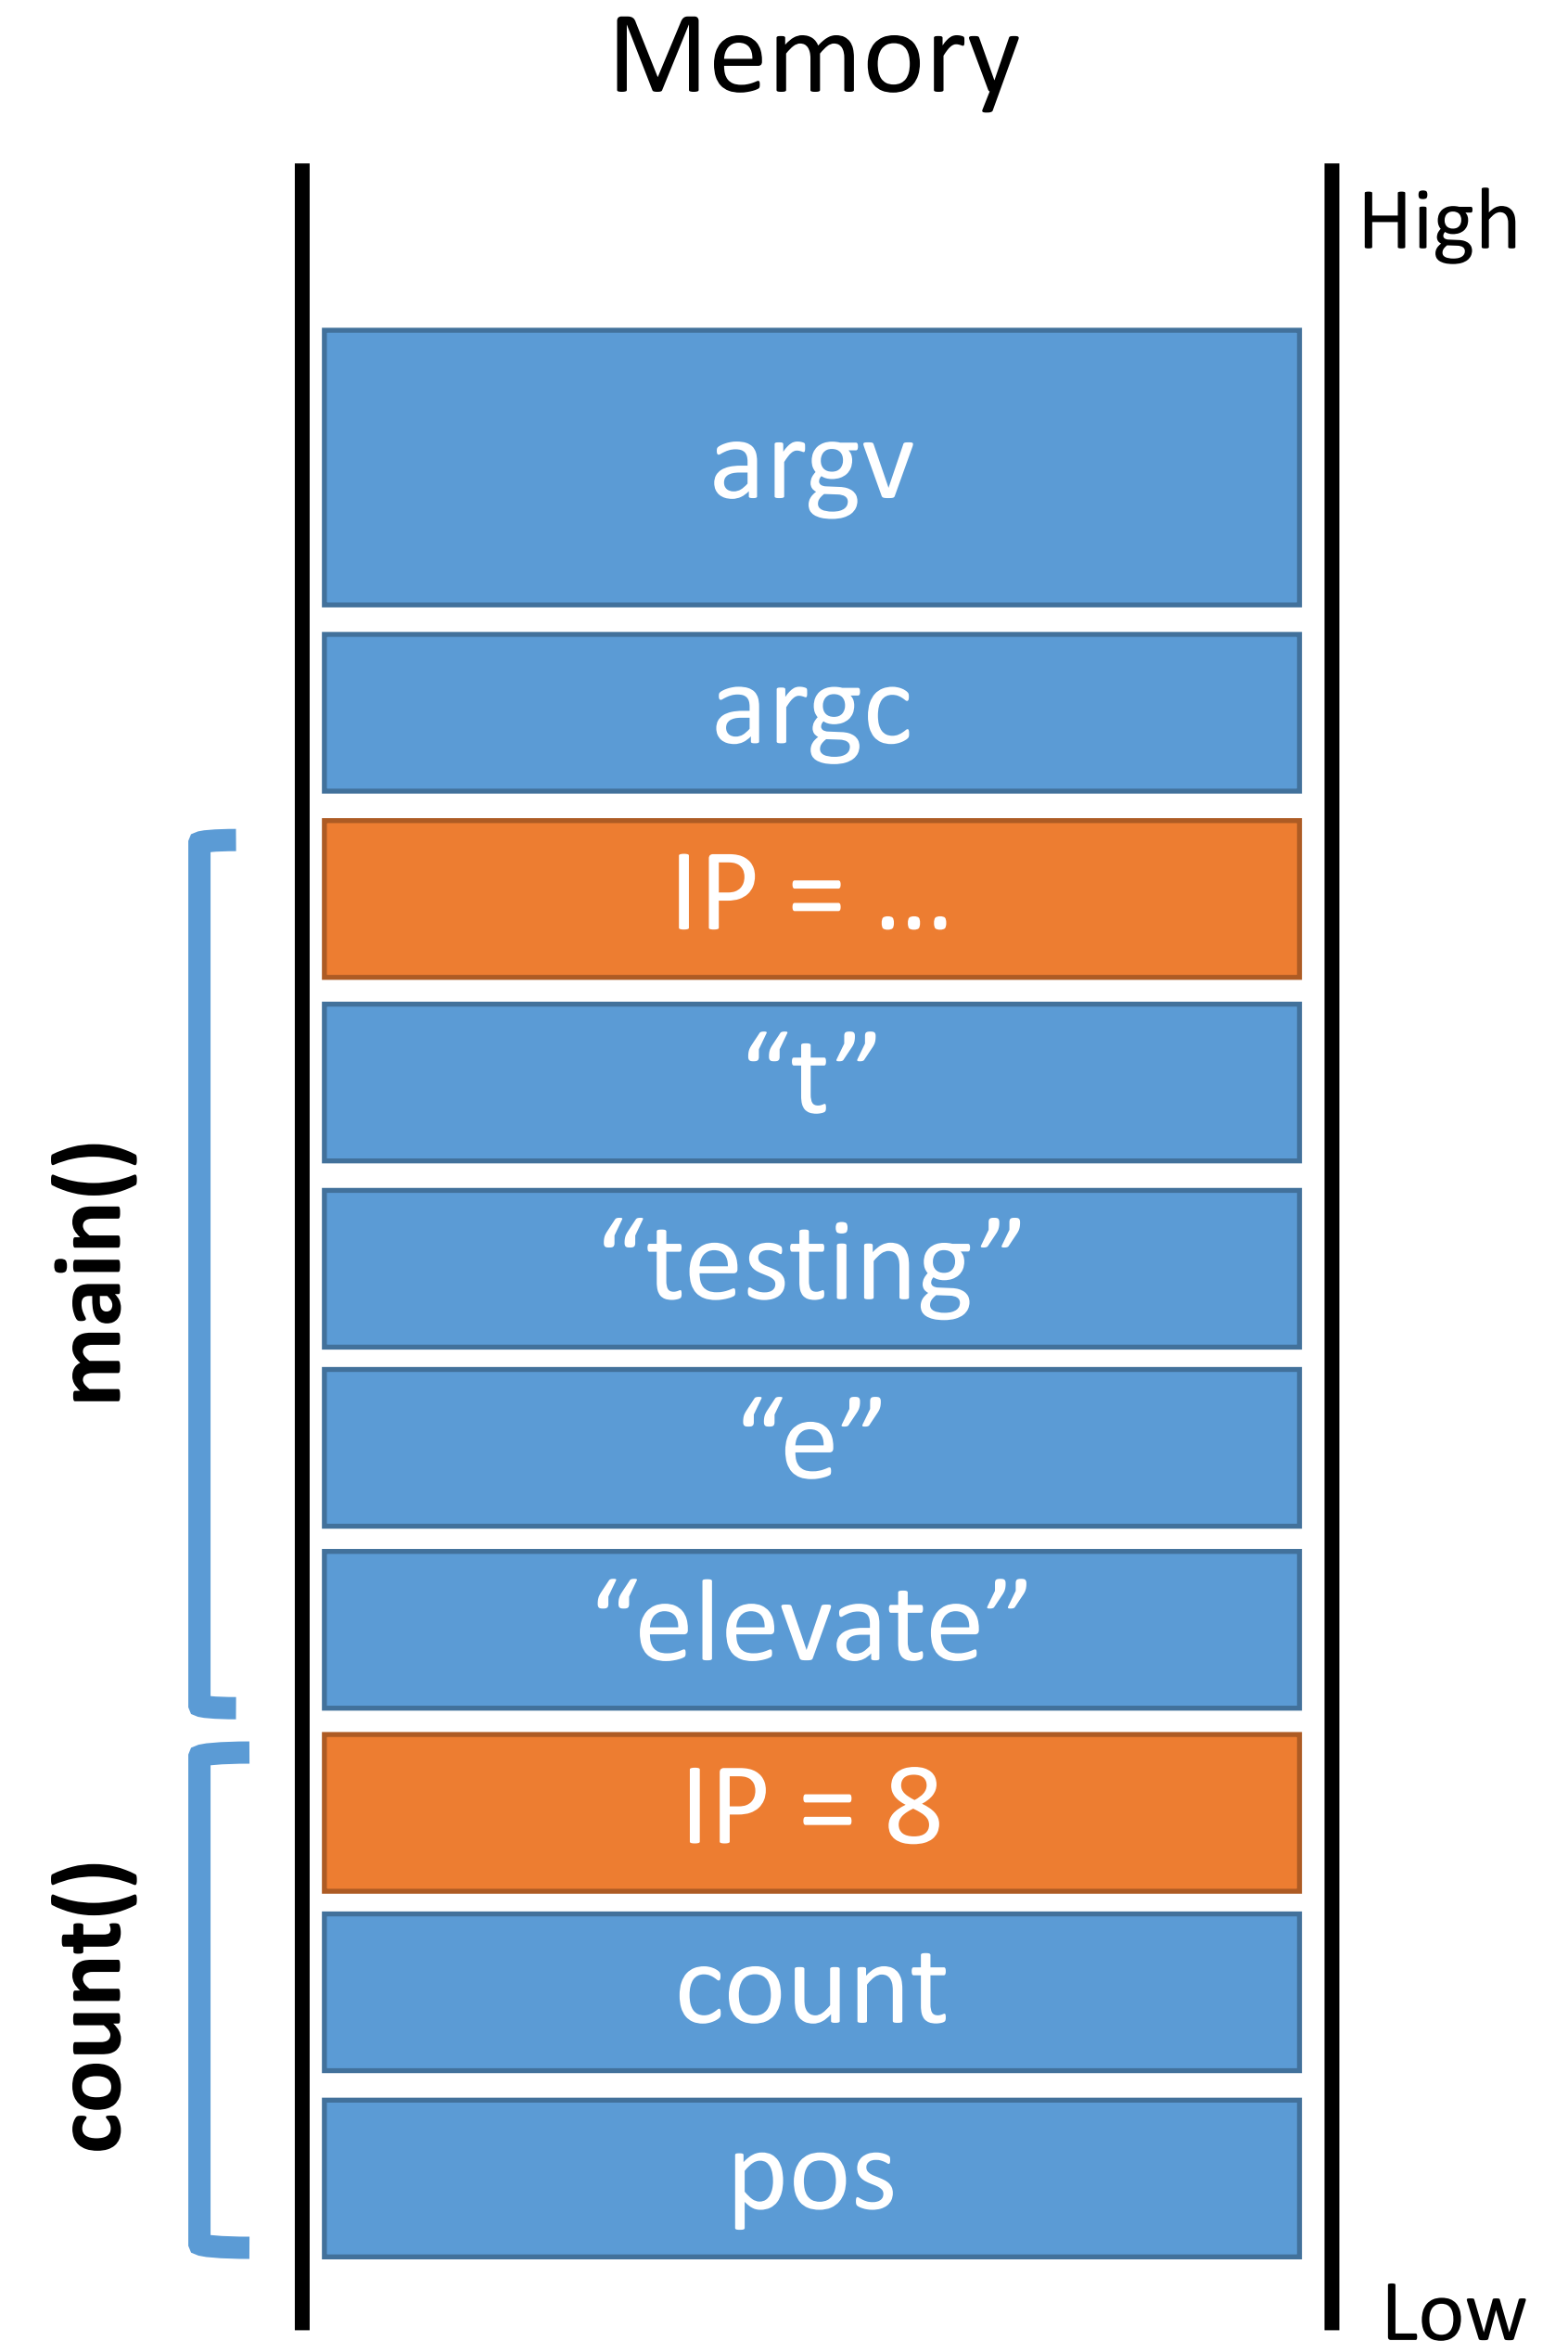 Memory
High
argv
argc
IP = …
“t”
“testing”
“e”
“elevate”
main()
IP = 8
count
pos
count()
Low